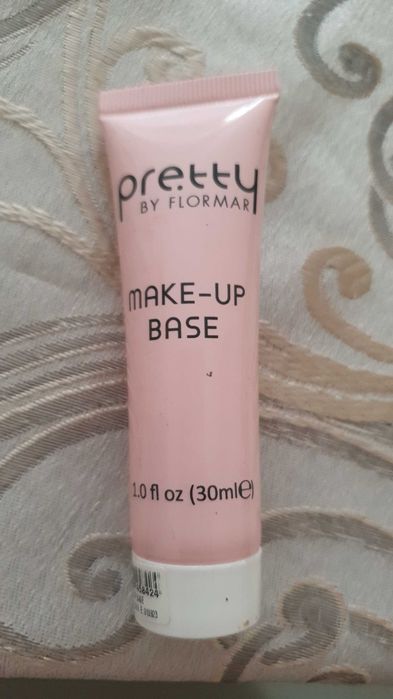 pretty
BY FLORMAR
MAKE-UP
BASE
1.0 fl oz (30ml℮)